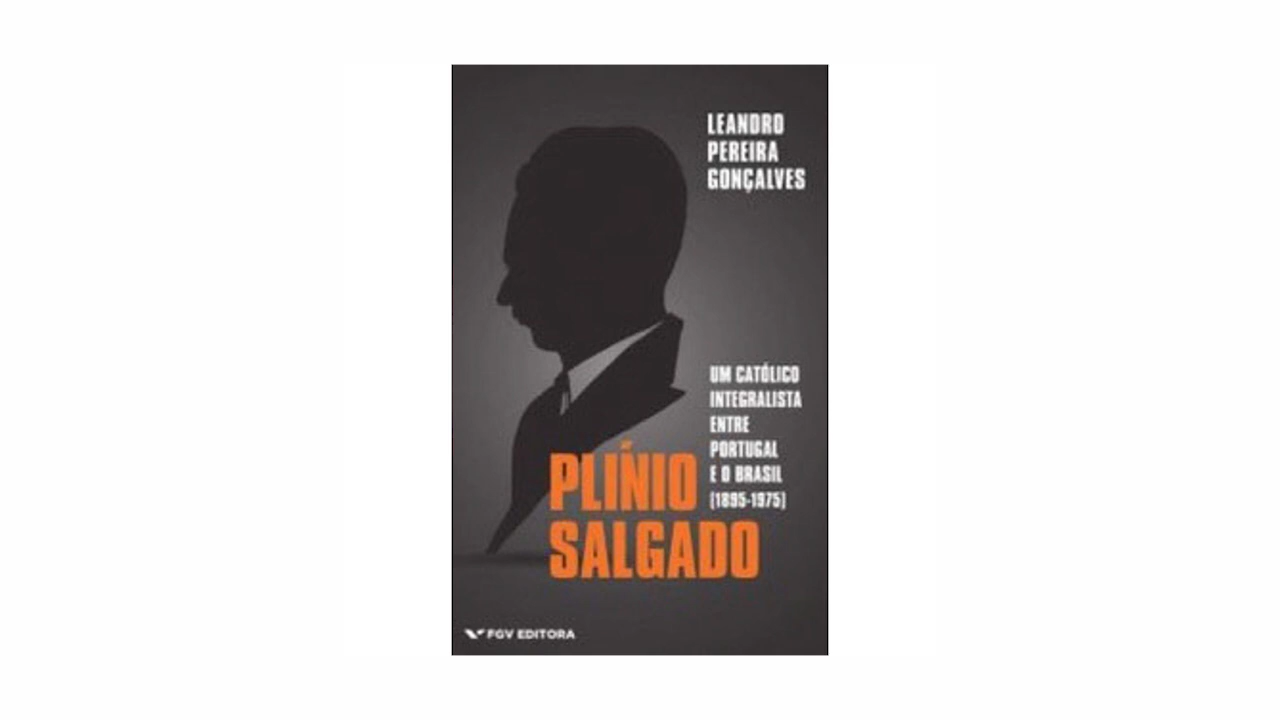 LEANDRO
PEREIRA
GONÇALVES
UM CATÓLICO
INTEGRALISTA
ENTRE
PORTUGAL
E O BRASIL
(1895-1975)
PLÍNIO
SALGADO
FGV EDITORA